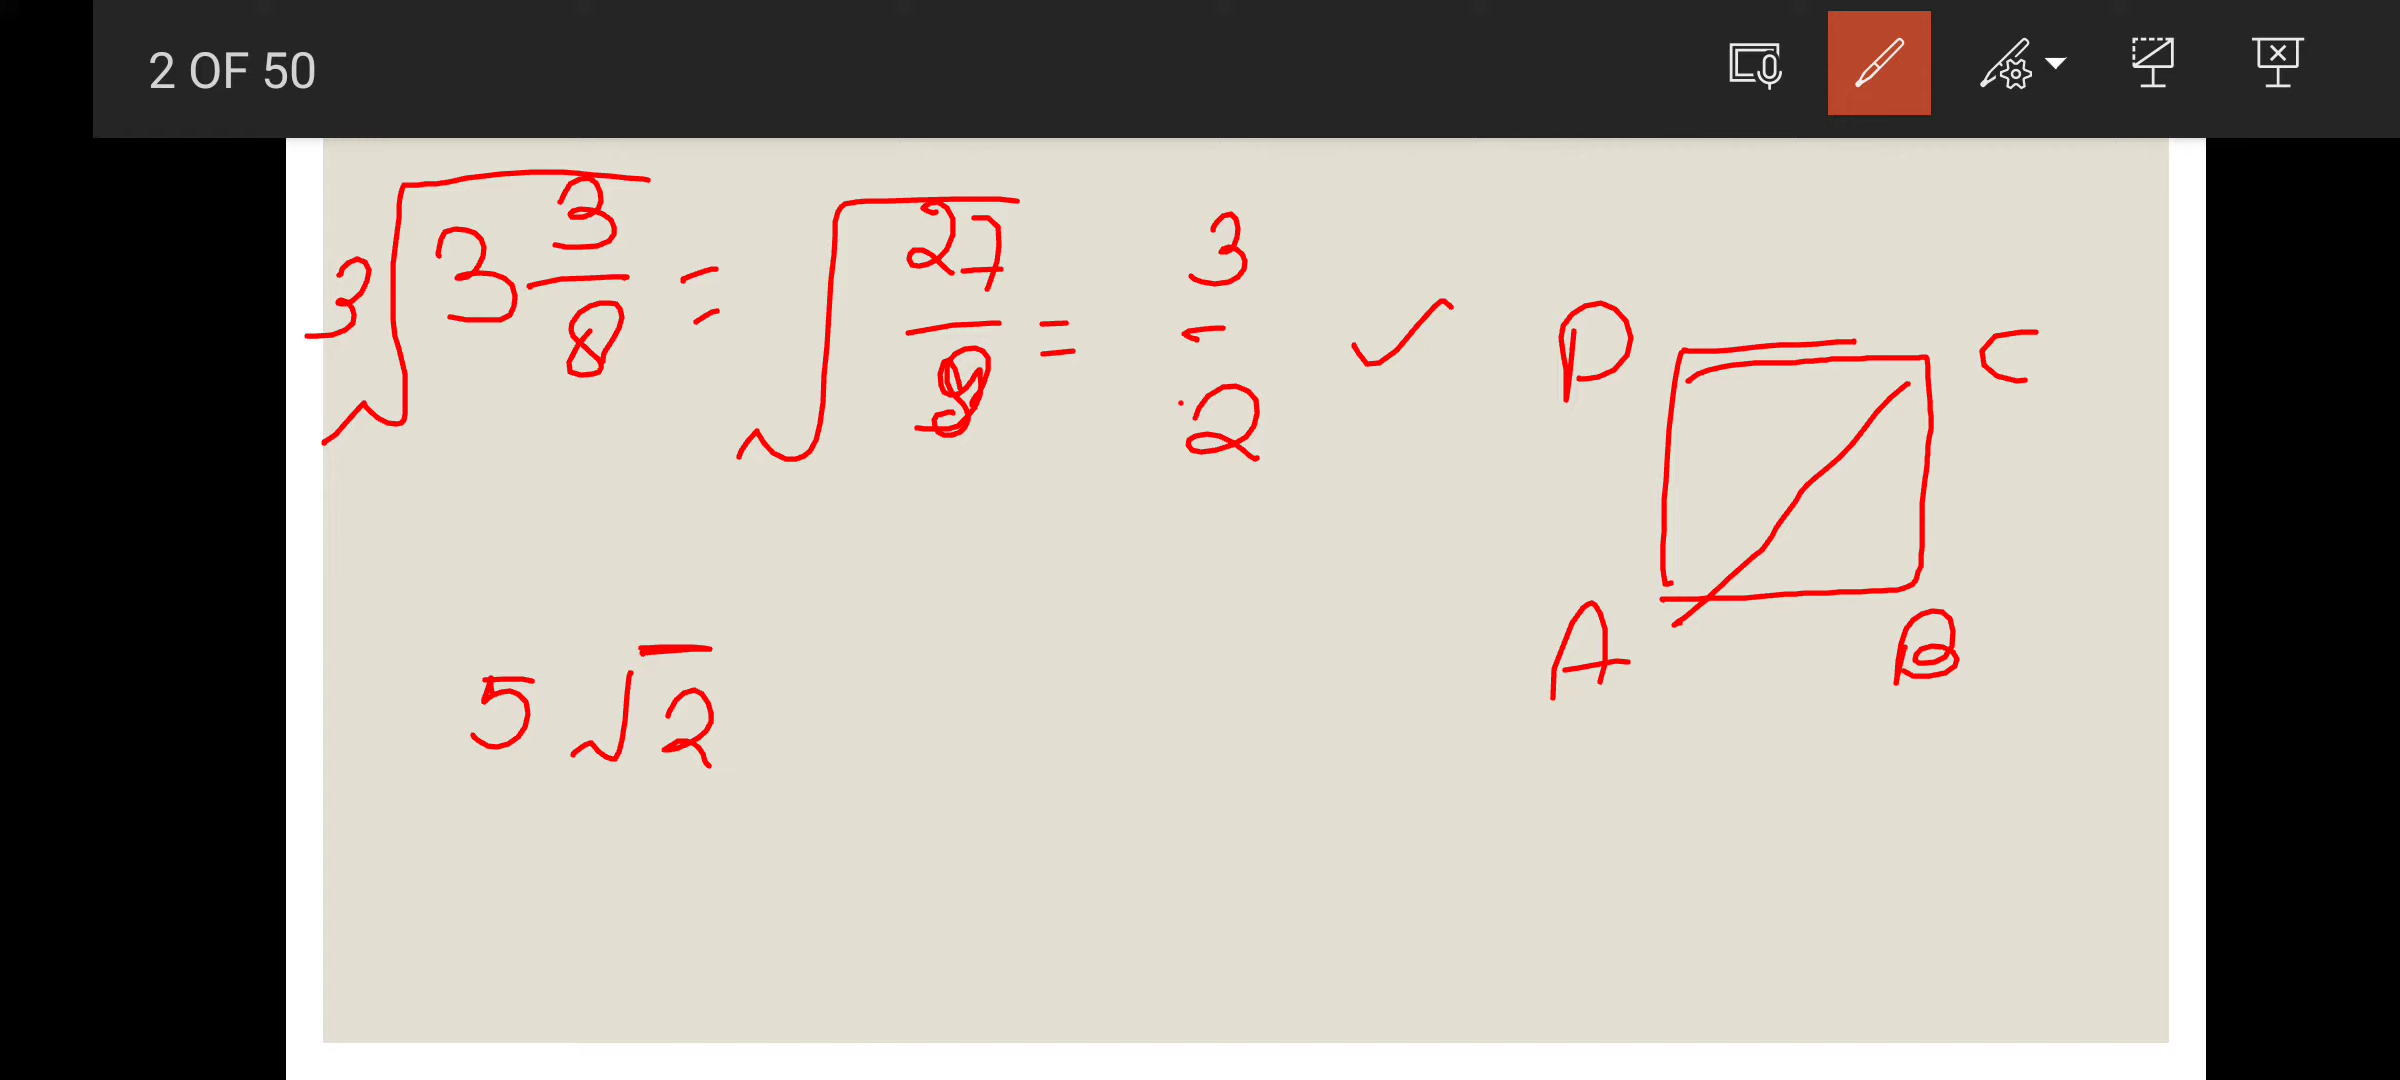 2 OF 50
∛(3 3/8) = √(27/8) = 3/2 ✓
D C
A B
5 √2